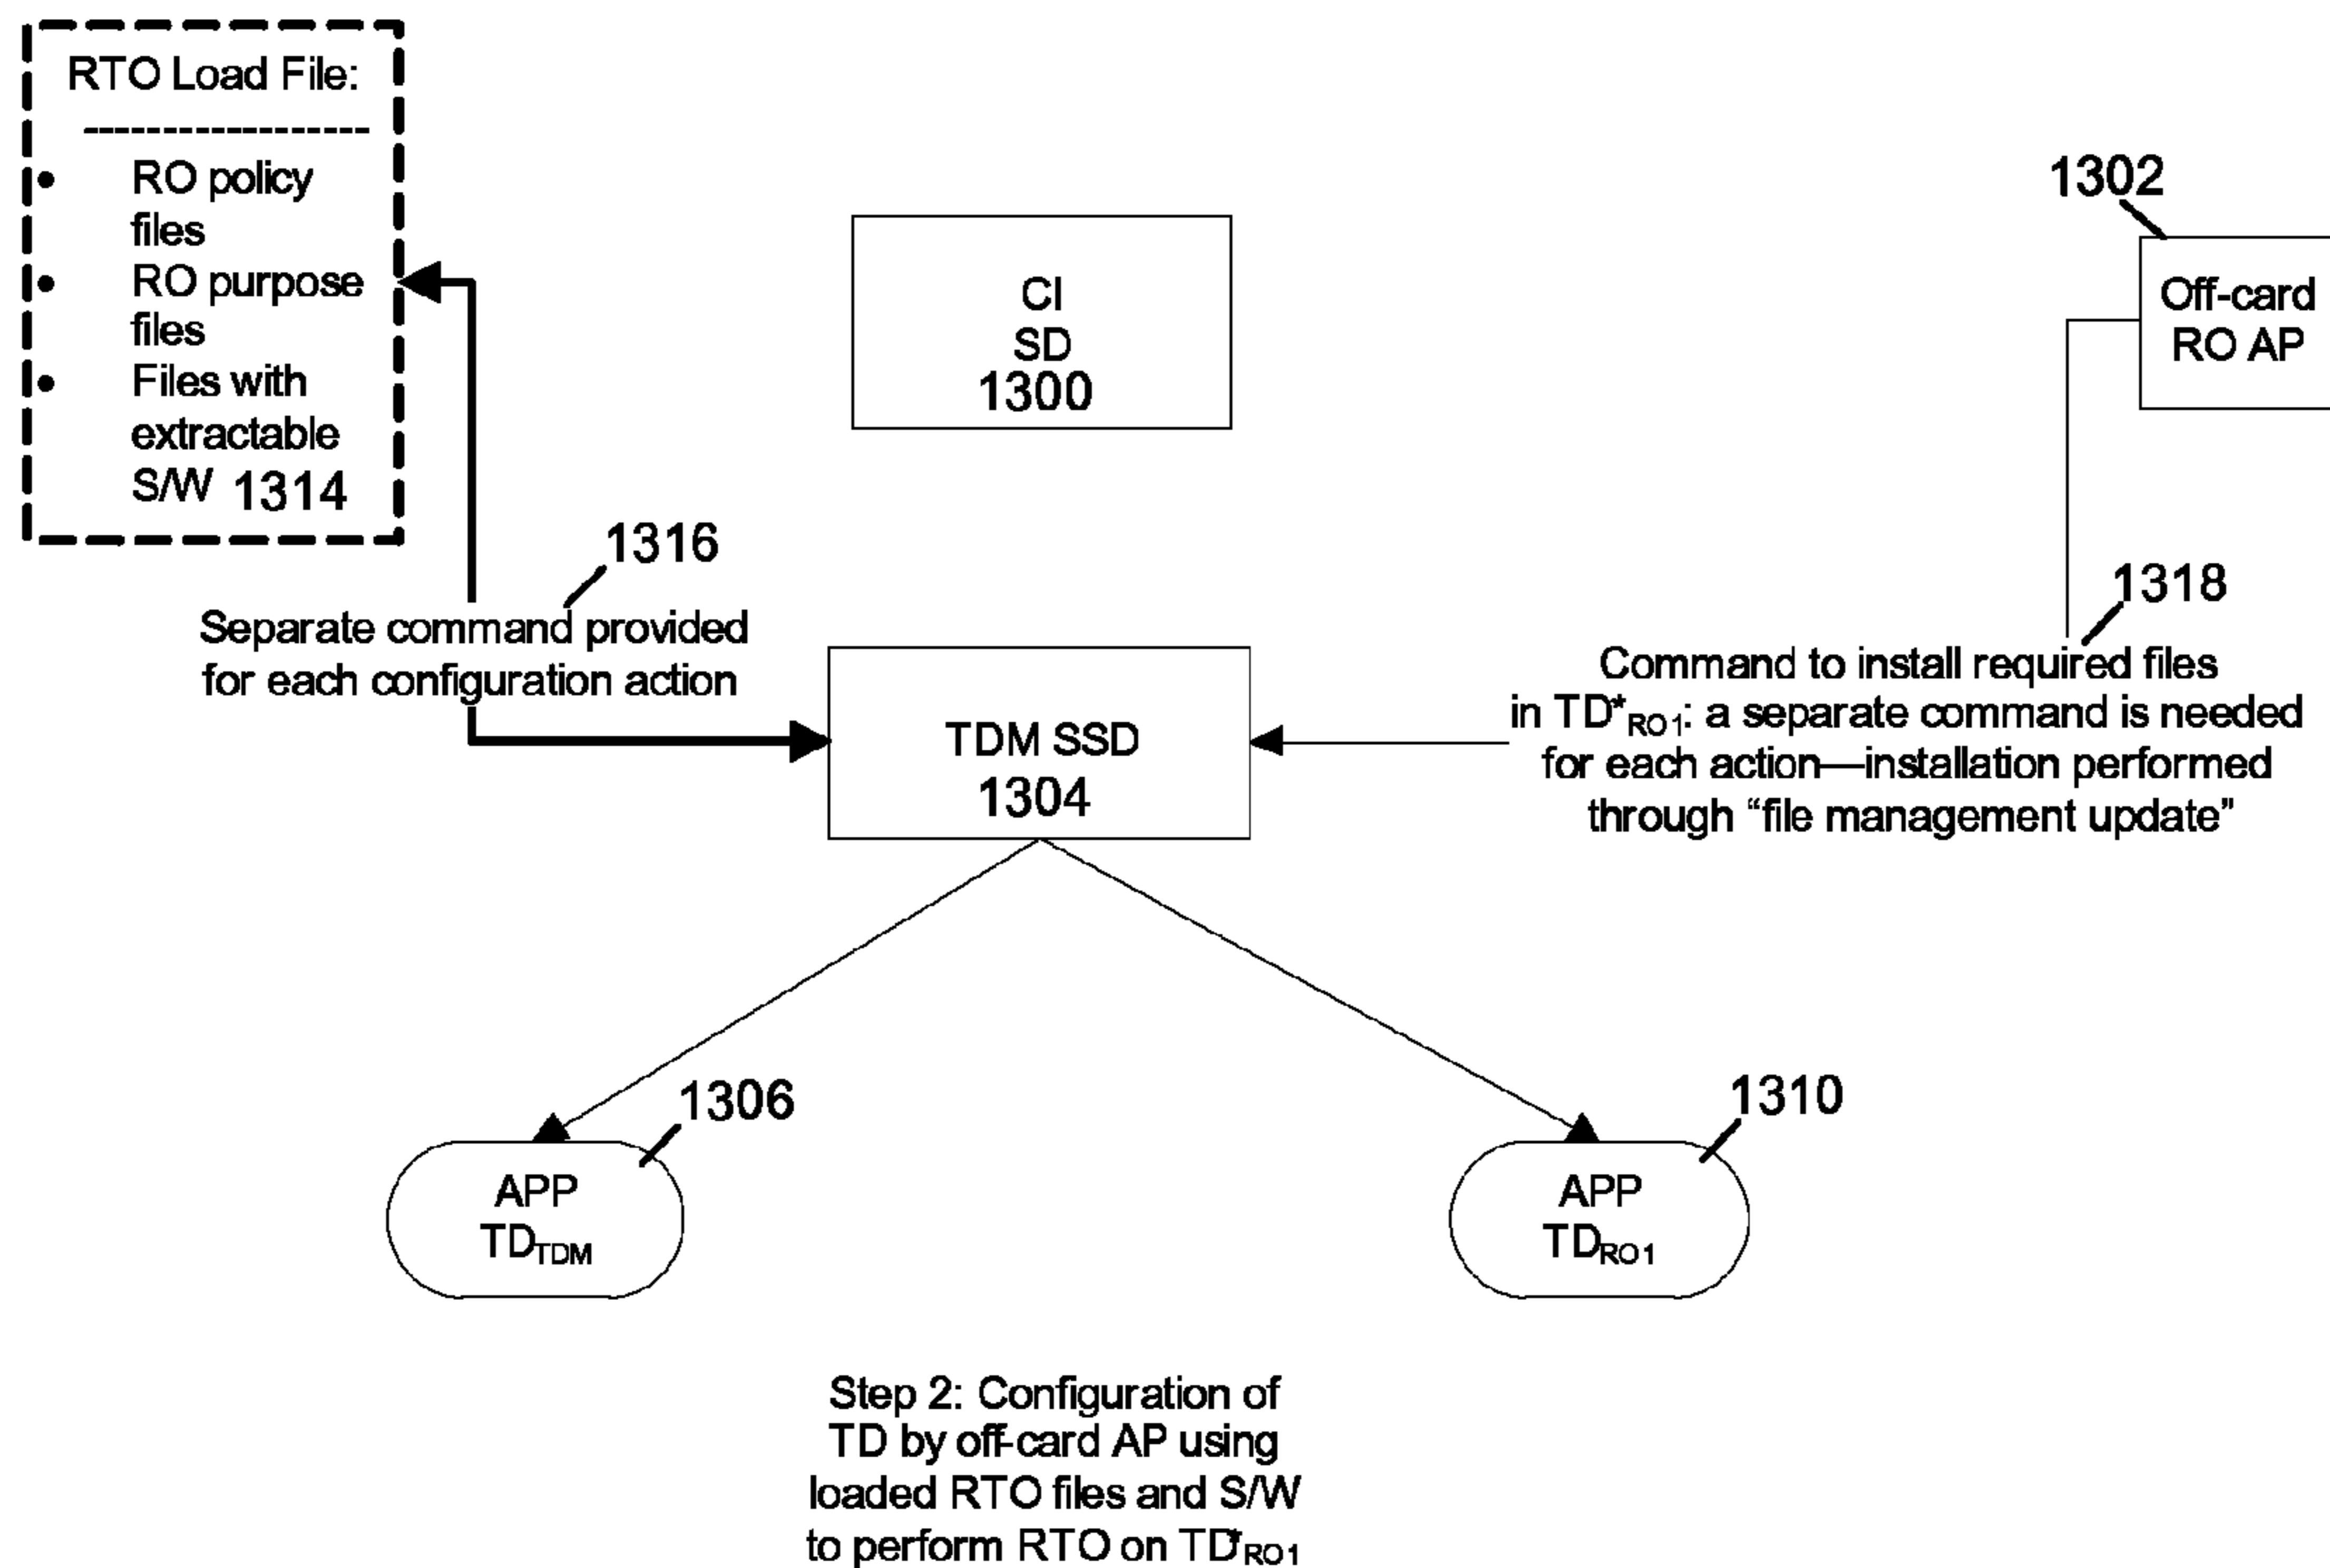 RTO Load File:
--------------------
• RO policy
files
• RO purpose
files
• Files with
extractable
S/W 1314
CI
SD
1300
1302
Off-card
RO AP
1316
Separate command provided
for each configuration action
1318
Command to install required files
in TD*RO1: a separate command is needed
for each action—installation performed
through “file management update”
TDM SSD
1304
1306
APP
TDTDM
1310
APP
TDRO1
Step 2: Configuration of
TD by off-card AP using
loaded RTO files and S/W
to perform RTO on TD*RO1